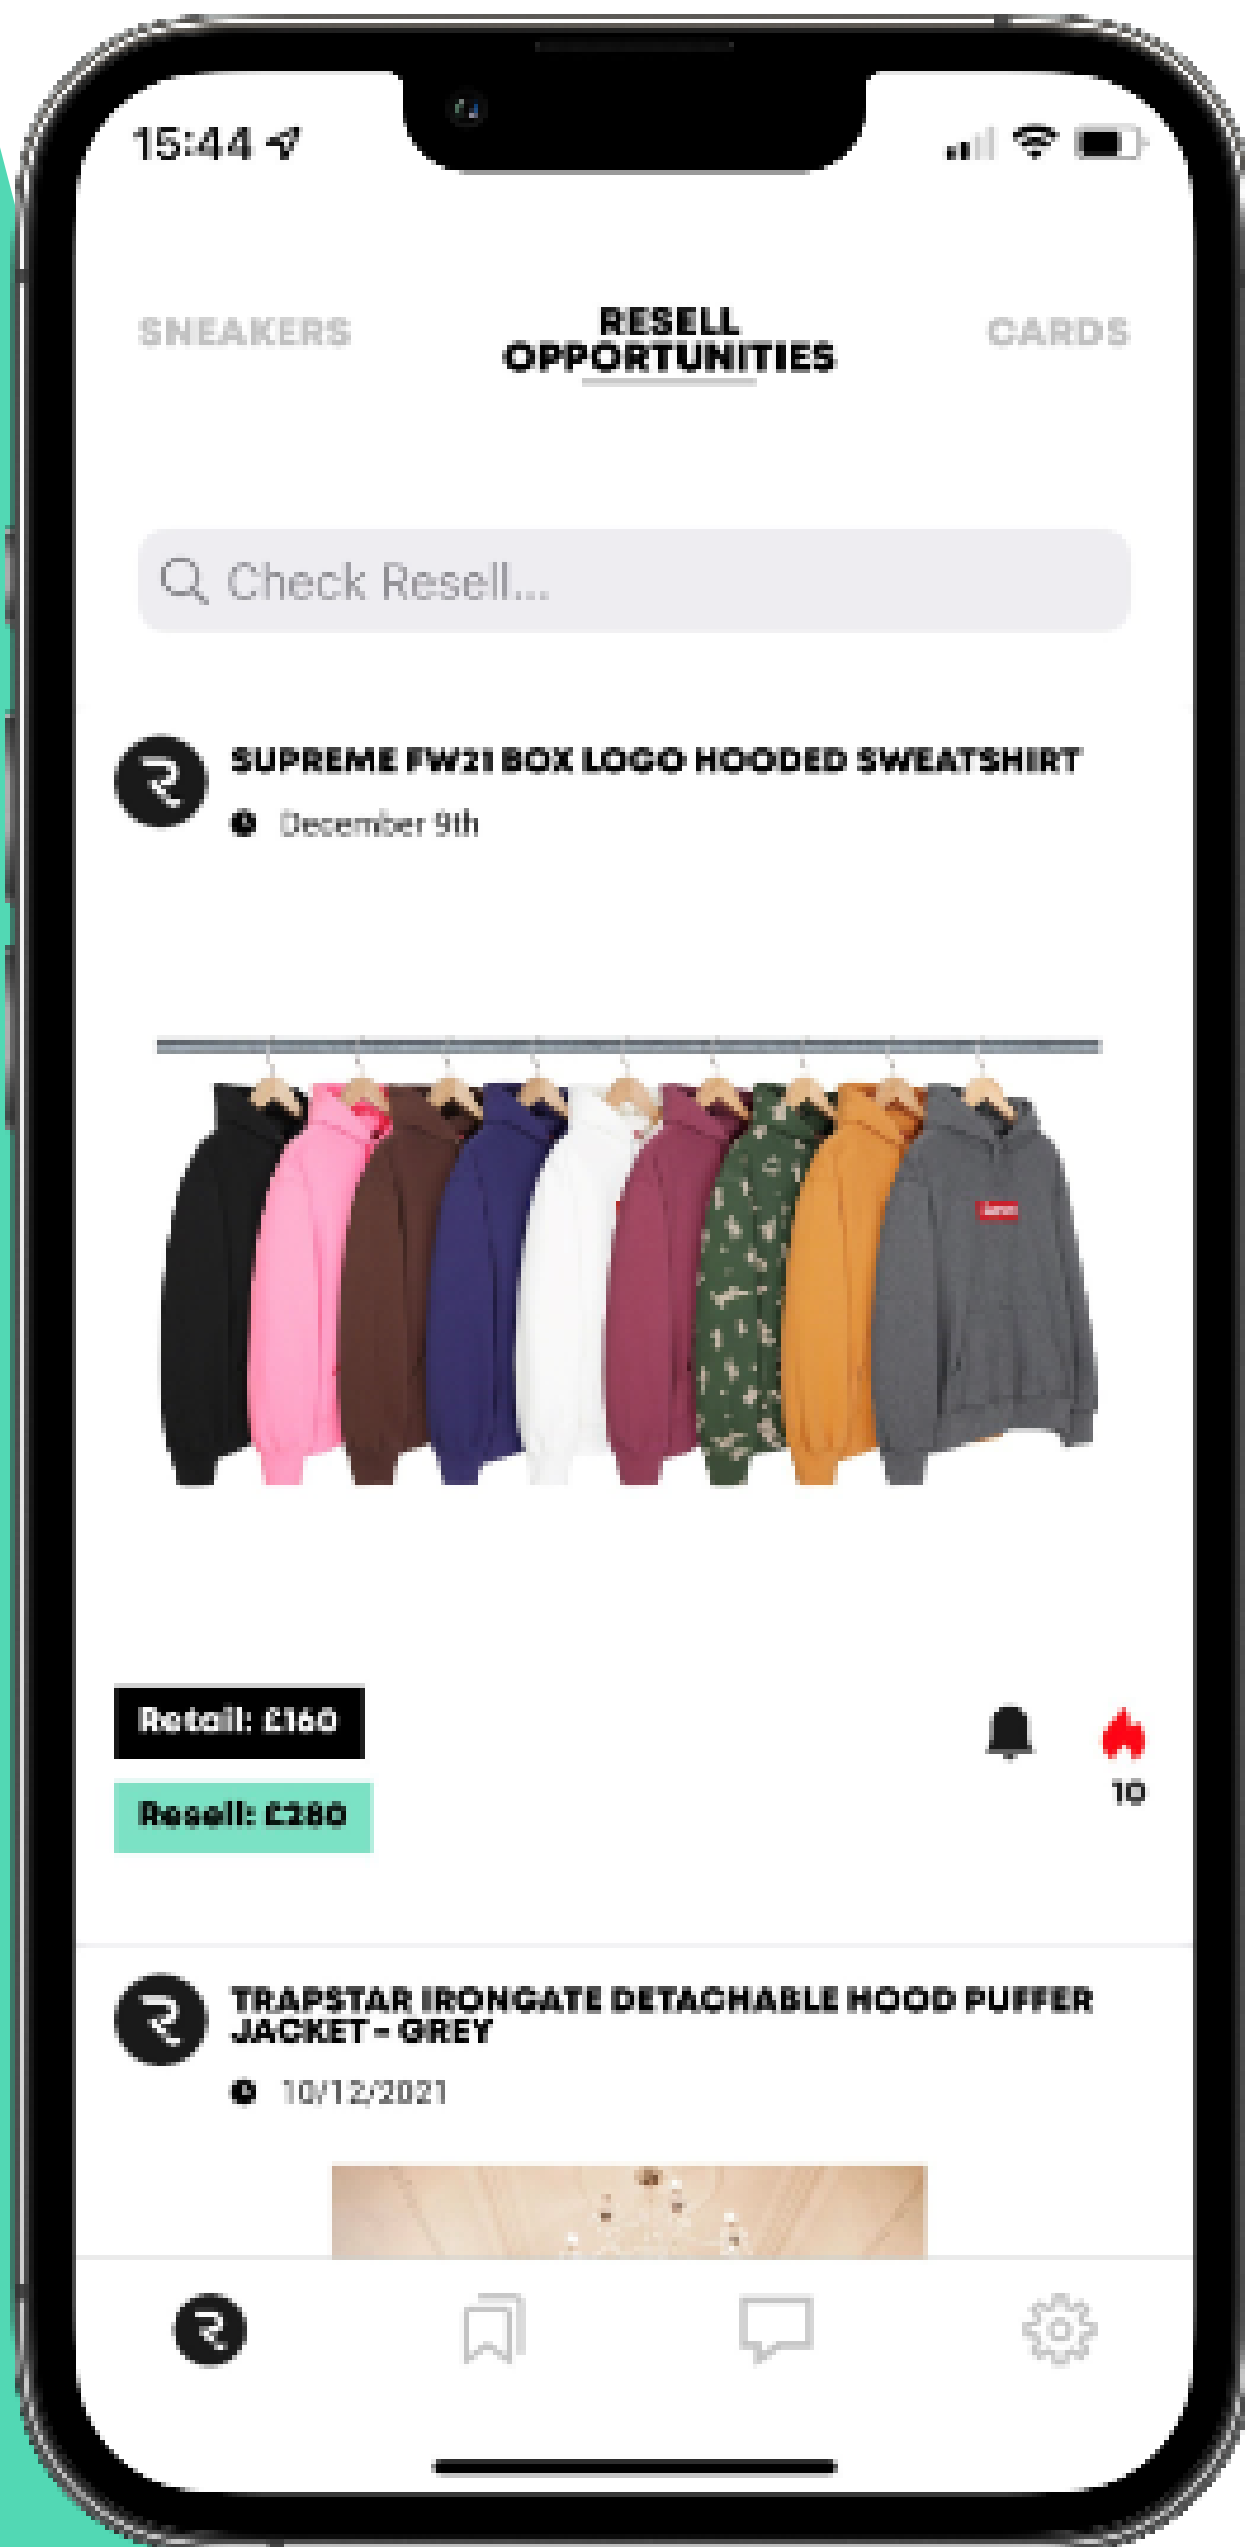 15:44
SNEAKERS
RESELL
OPPORTUNITIES
CARDS
Check Resell...
SUPREME FW21 BOX LOGO HOODED SWEATSHIRT
December 9th
Retail: £160
10
Resell: £280
TRAPSTAR IRONGATE DETACHABLE HOOD PUFFER
JACKET - GREY
10/12/2021